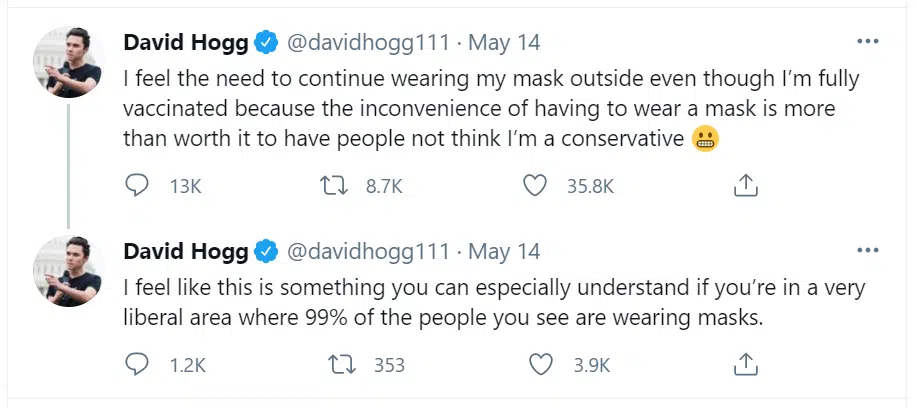 David Hogg @davidhogg111 · May 14
I feel the need to continue wearing my mask outside even though I’m fully
vaccinated because the inconvenience of having to wear a mask is more
than worth it to have people not think I’m a conservative 😬
13K 8.7K 35.8K
David Hogg @davidhogg111 · May 14
I feel like this is something you can especially understand if you’re in a very
liberal area where 99% of the people you see are wearing masks.
1.2K 353 3.9K